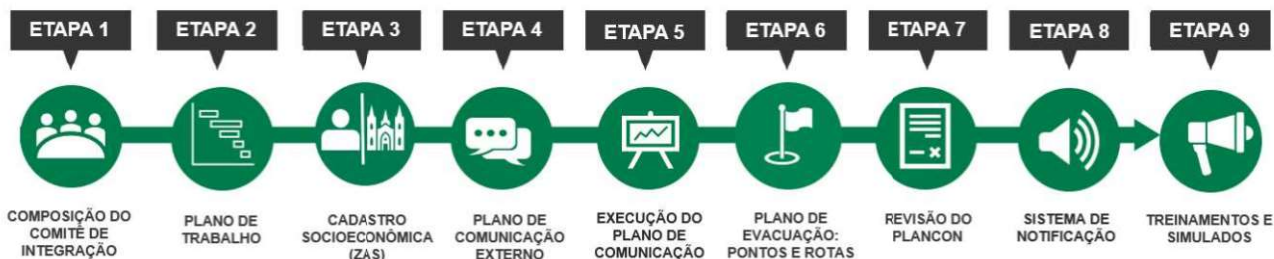 ETAPA 1
ETAPA 2
ETAPA 3
ETAPA 4
ETAPA 5
ETAPA 6
ETAPA 7
ETAPA 8
ETAPA 9
COMPOSIÇÃO DO
COMITÊ DE
INTEGRAÇÃO
PLANO DE
TRABALHO
CADASTRO
SOCIOECONÔMICA
(ZAS)
PLANO DE
COMUNICAÇÃO
EXTERNO
EXECUÇÃO DO
PLANO DE
COMUNICAÇÃO
PLANO DE
EVACUAÇÃO:
PONTOS E ROTAS
REVISÃO DO
PLANCON
SISTEMA DE
NOTIFICAÇÃO
TREINAMENTOS E
SIMULADOS